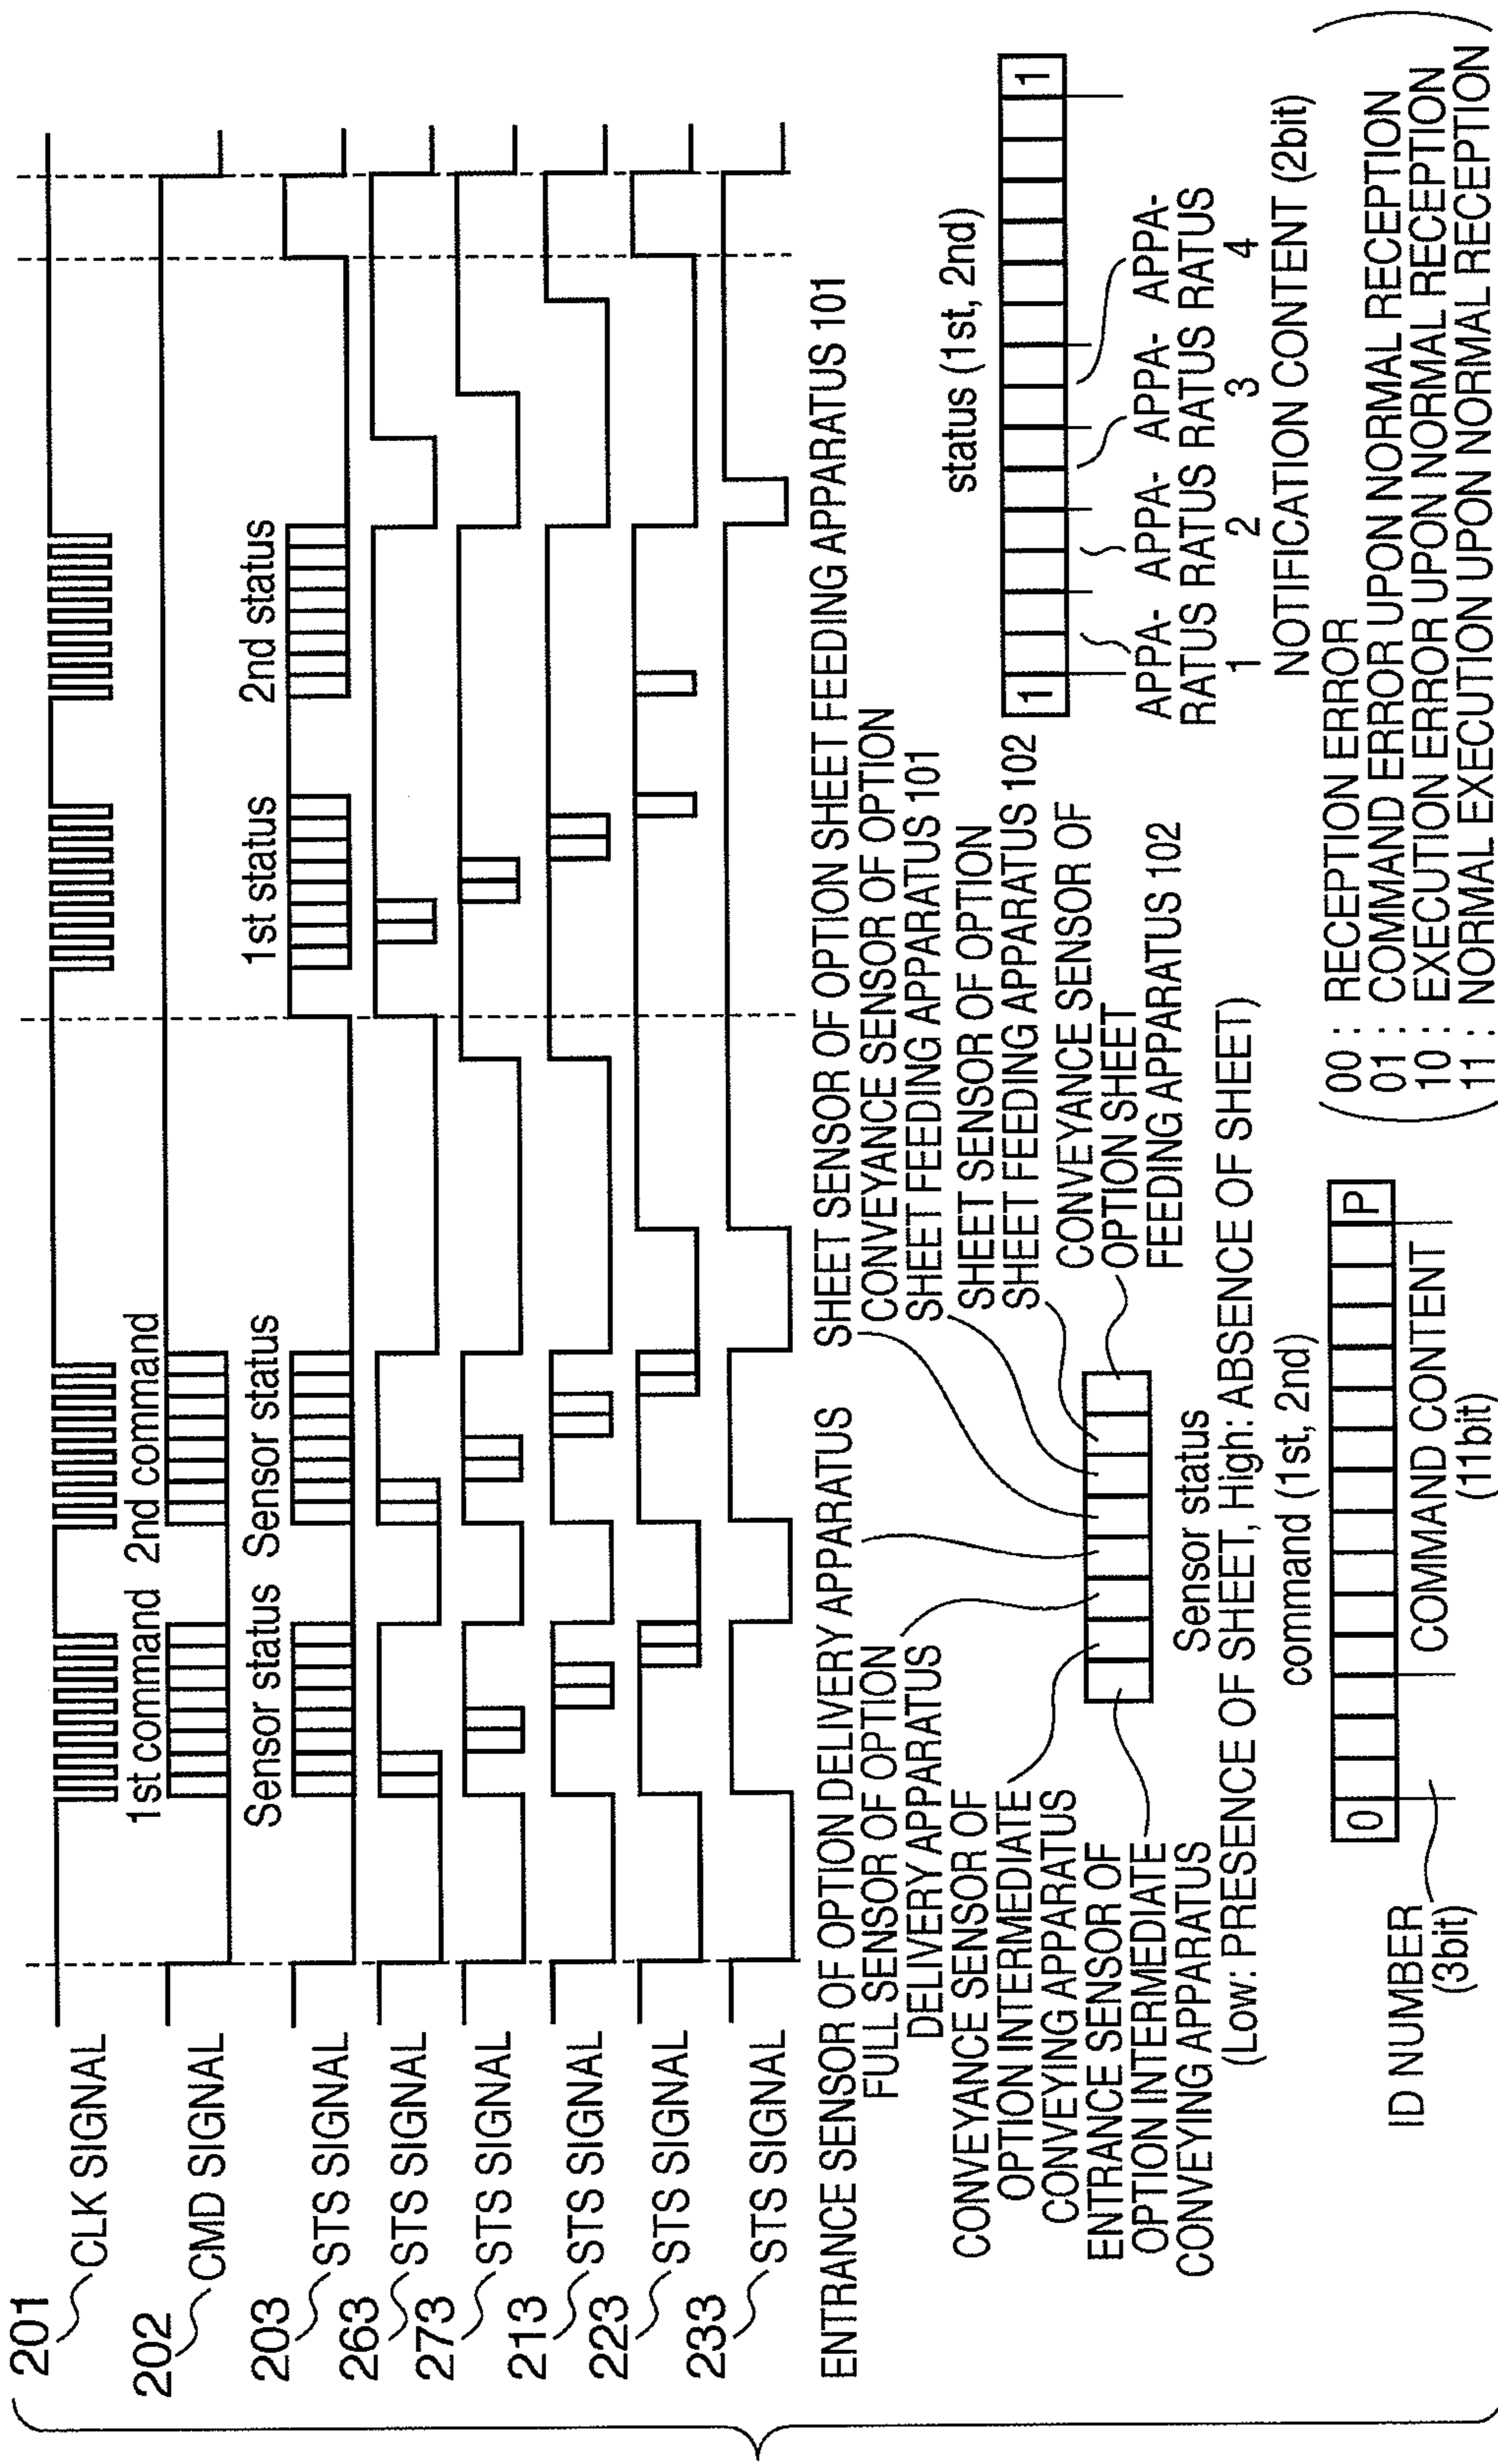 201
CLK SIGNAL
202
CMD SIGNAL
1st command
2nd command
203
STS SIGNAL
Sensor status
Sensor status
1st status
2nd status
263
STS SIGNAL
273
STS SIGNAL
213
STS SIGNAL
223
STS SIGNAL
233
STS SIGNAL
ENTRANCE SENSOR OF OPTION DELIVERY APPARATUS
FULL SENSOR OF OPTION
DELIVERY APPARATUS
CONVEYANCE SENSOR OF
OPTION INTERMEDIATE
CONVEYING APPARATUS
ENTRANCE SENSOR OF
OPTION INTERMEDIATE
CONVEYING APPARATUS
SHEET SENSOR OF OPTION SHEET FEEDING APPARATUS 101
CONVEYANCE SENSOR OF OPTION
SHEET FEEDING APPARATUS 101
SHEET SENSOR OF OPTION
SHEET FEEDING APPARATUS 102
CONVEYANCE SENSOR OF
OPTION SHEET
FEEDING APPARATUS 102
Sensor status
(Low: PRESENCE OF SHEET, High: ABSENCE OF SHEET)
command (1st, 2nd)
0
P
ID NUMBER
(3bit)
COMMAND CONTENT
(11bit)
status (1st, 2nd)
1
1
APPA- APPA- APPA- APPA-
RATUS RATUS RATUS RATUS
1 2 3 4
NOTIFICATION CONTENT (2bit)
00 : RECEPTION ERROR
01 : COMMAND ERROR UPON NORMAL RECEPTION
10 : EXECUTION ERROR UPON NORMAL RECEPTION
11 : NORMAL EXECUTION UPON NORMAL RECEPTION